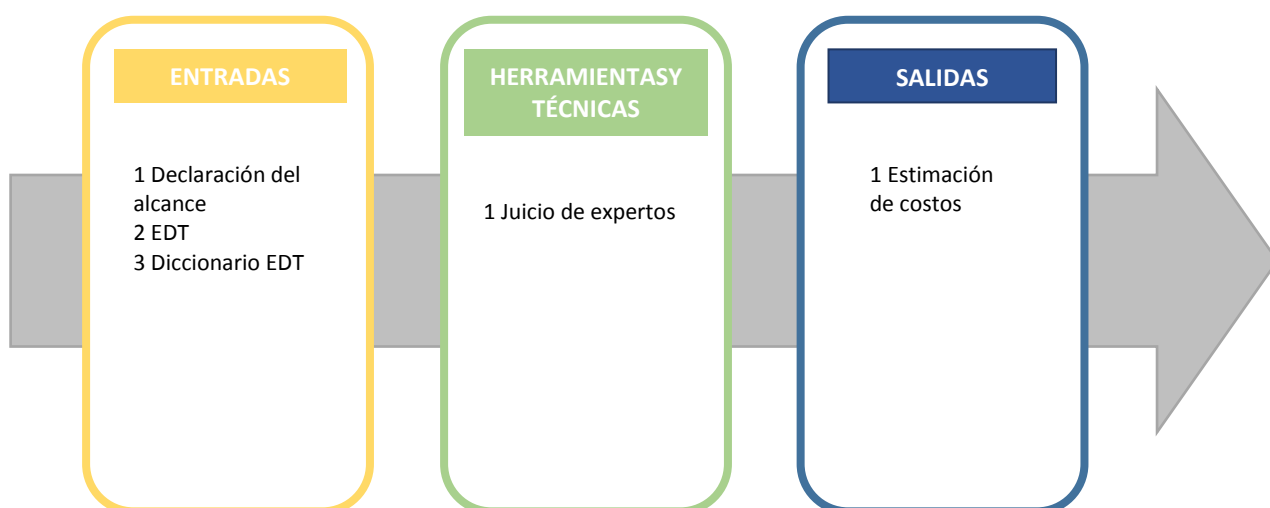 ENTRADAS
1 Declaración del
alcance
2 EDT
3 Diccionario EDT
HERRAMIENTASY
TÉCNICAS
1 Juicio de expertos
SALIDAS
1 Estimación
de costos